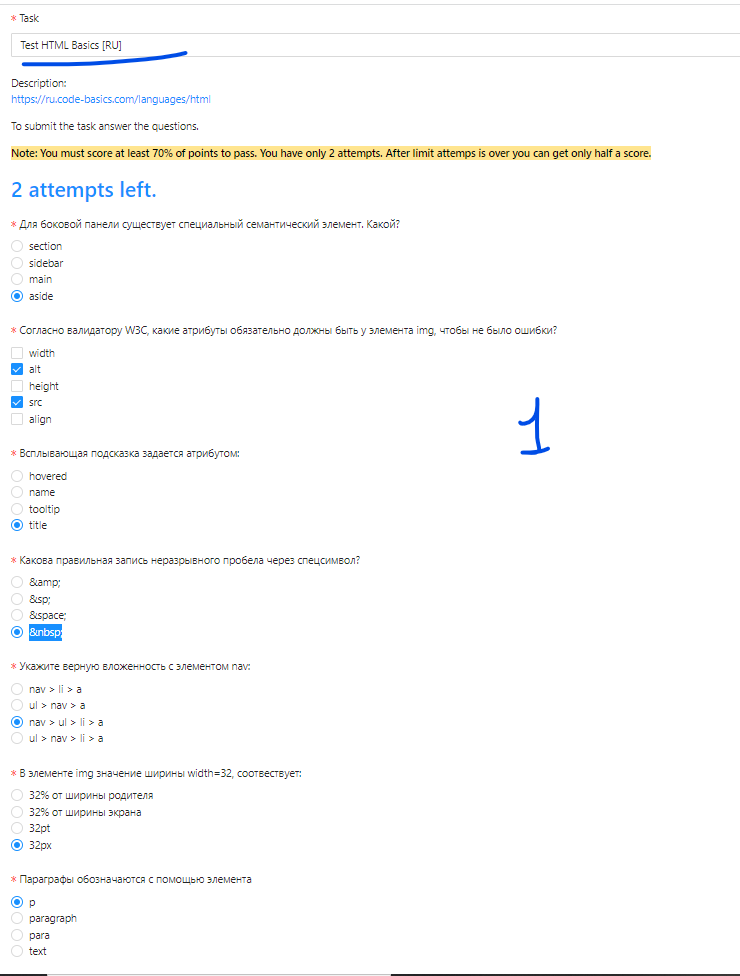 * Task
Test HTML Basics [RU]
Description:
https://ru.code-basics.com/languages/html
To submit the task answer the questions.
Note: You must score at least 70% of points to pass. You have only 2 attempts. After limit attemps is over you can get only half a score.
2 attempts left.
* Для боковой панели существует специальный семантический элемент. Какой?
section
sidebar
main
aside
* Согласно валидатору W3C, какие атрибуты обязательно должны быть у элемента img, чтобы не было ошибки?
width
alt
height
src
align
1
* Всплывающая подсказка задается атрибутом:
hovered
name
tooltip
title
* Какова правильная запись неразрывного пробела через спецсимвол?
&amp;
&sp;
&space;
&nbsp;
* Укажите верную вложенность с элементом nav:
nav > li > a
ul > nav > a
nav > ul > li > a
ul > nav > li > a
* В элементе img значение ширины width=32, соотвествует:
32% от ширины родителя
32% от ширины экрана
32pt
32px
* Параграфы обозначаются с помощью элемента
p
paragraph
para
text